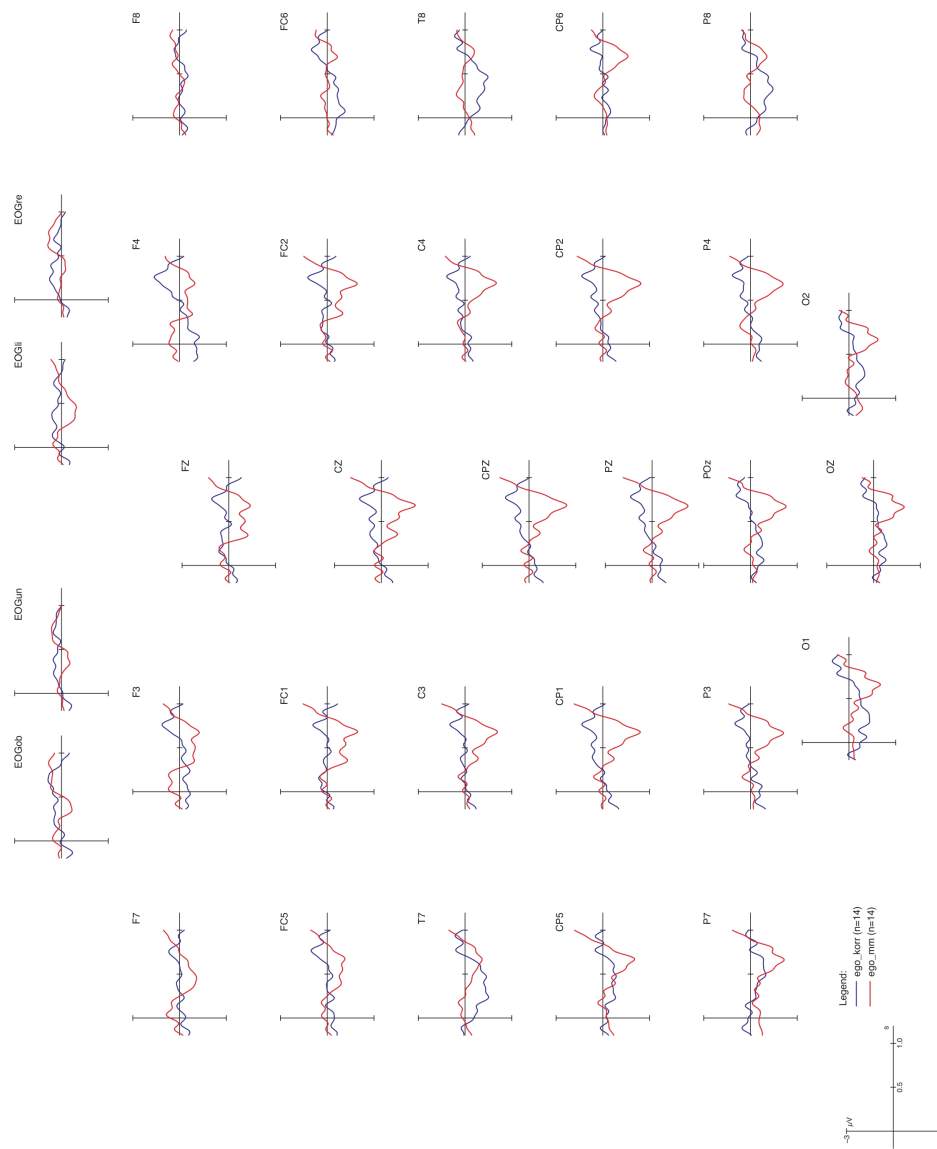 EOGob
EOGun
EOGli
EOGre
F7
F3
FZ
F4
F8
FC5
FC1
CZ
FC2
FC6
T7
C3
CPZ
C4
T8
CP5
CP1
PZ
CP2
CP6
P7
P3
POz
P4
P8
O1
OZ
O2
Legend:
ego_korr (n=14)
ego_mm (n=14)
−3
µV
0.5
1.0
s